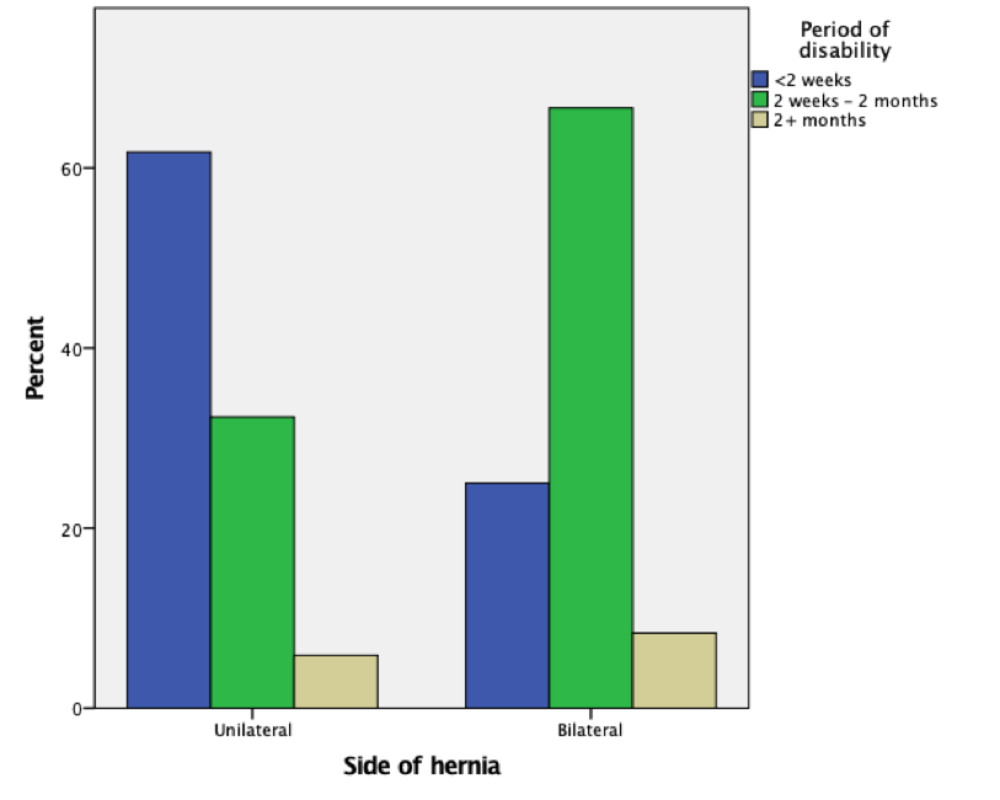 Period of
disability
<2 weeks
2 weeks – 2 months
2+ months
60
40
20
0
Percent
Unilateral
Bilateral
Side of hernia